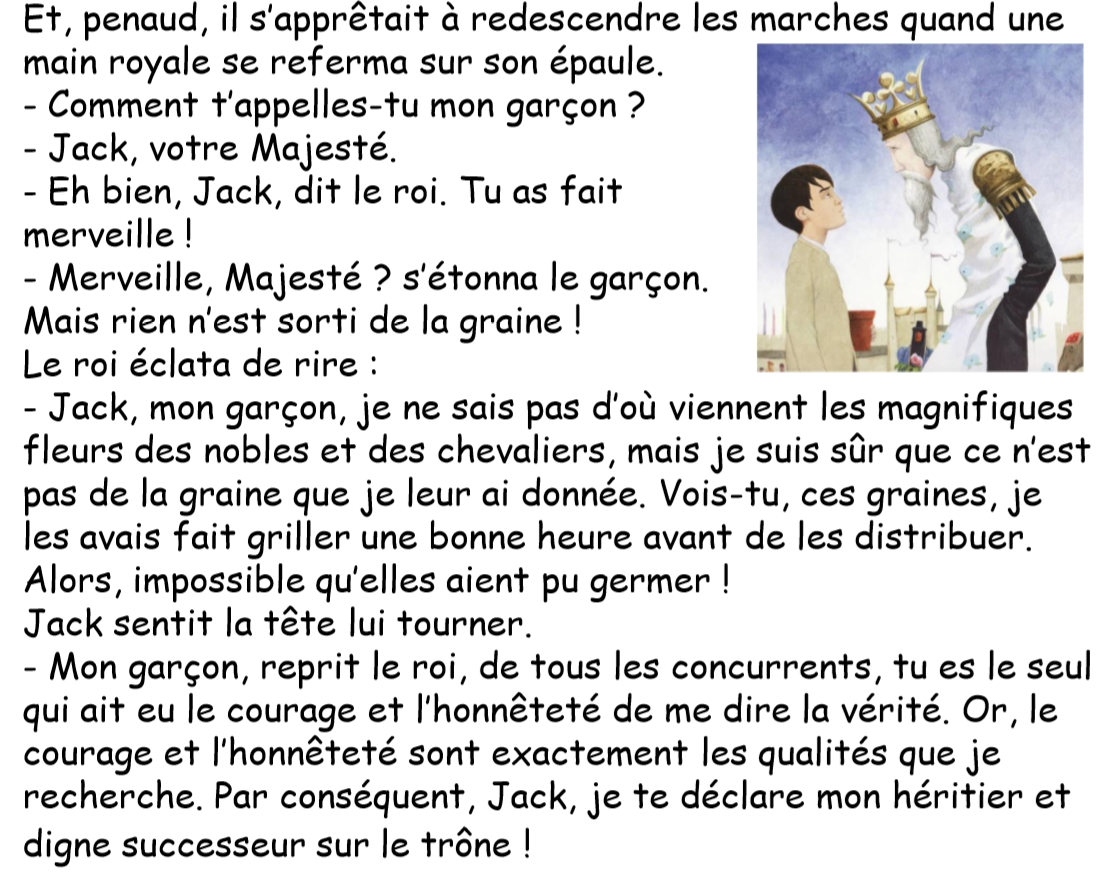 Et, penaud, il s'apprêtait à redescendre les marches quand une
main royale se referma sur son épaule.
- Comment t'appelles-tu mon garçon ?
- Jack, votre Majesté.
- Eh bien, Jack, dit le roi. Tu as fait
merveille !
- Merveille, Majesté ? s'étonna le garçon.
Mais rien n'est sorti de la graine !
Le roi éclata de rire :
- Jack, mon garçon, je ne sais pas d'où viennent les magnifiques
fleurs des nobles et des chevaliers, mais je suis sûr que ce n'est
pas de la graine que je leur ai donnée. Vois-tu, ces graines, je
les avais fait griller une bonne heure avant de les distribuer.
Alors, impossible qu'elles aient pu germer !
Jack sentit la tête lui tourner.
- Mon garçon, reprit le roi, de tous les concurrents, tu es le seul
qui ait eu le courage et l'honnêteté de me dire la vérité. Or, le
courage et l'honnêteté sont exactement les qualités que je
recherche. Par conséquent, Jack, je te déclare mon héritier et
digne successeur sur le trône !